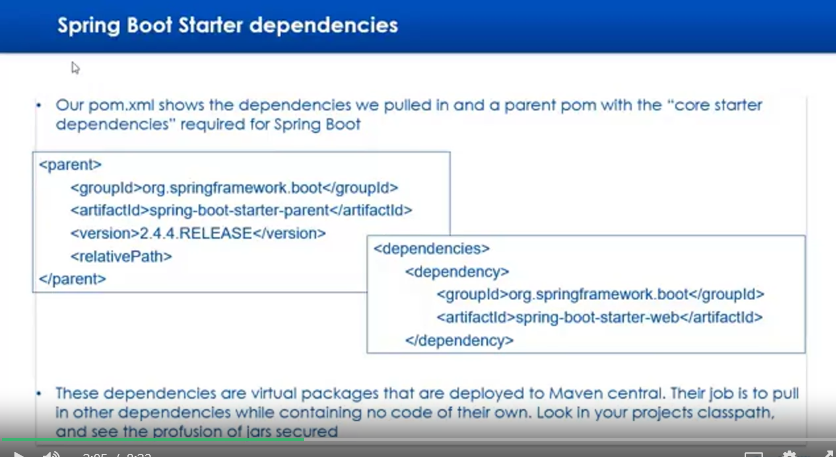 Spring Boot Starter dependencies
• Our pom.xml shows the dependencies we pulled in and a parent pom with the “core starter
dependencies” required for Spring Boot
<parent>
<groupId>org.springframework.boot</groupId>
<artifactId>spring-boot-starter-parent</artifactId>
<version>2.4.4.RELEASE</version>
<relativePath>
</parent>
<dependencies>
<dependency>
<groupId>org.springframework.boot</groupId>
<artifactId>spring-boot-starter-web</artifactId>
</dependency>
• These dependencies are virtual packages that are deployed to Maven central. Their job is to pull
in other dependencies while containing no code of their own. Look in your projects classpath,
and see the profusion of jars secured